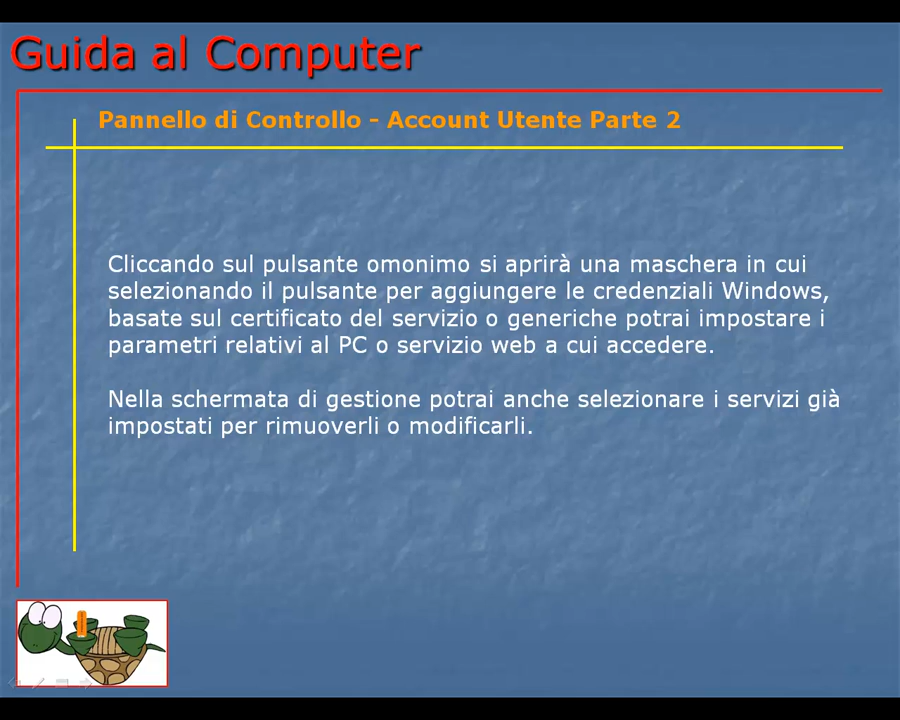 Guida al Computer
Pannello di Controllo - Account Utente Parte 2
Cliccando sul pulsante omonimo si aprirà una maschera in cui
selezionando il pulsante per aggiungere le credenziali Windows,
basate sul certificato del servizio o generiche potrai impostare i
parametri relativi al PC o servizio web a cui accedere.
Nella schermata di gestione potrai anche selezionare i servizi già
impostati per rimuoverli o modificarli.